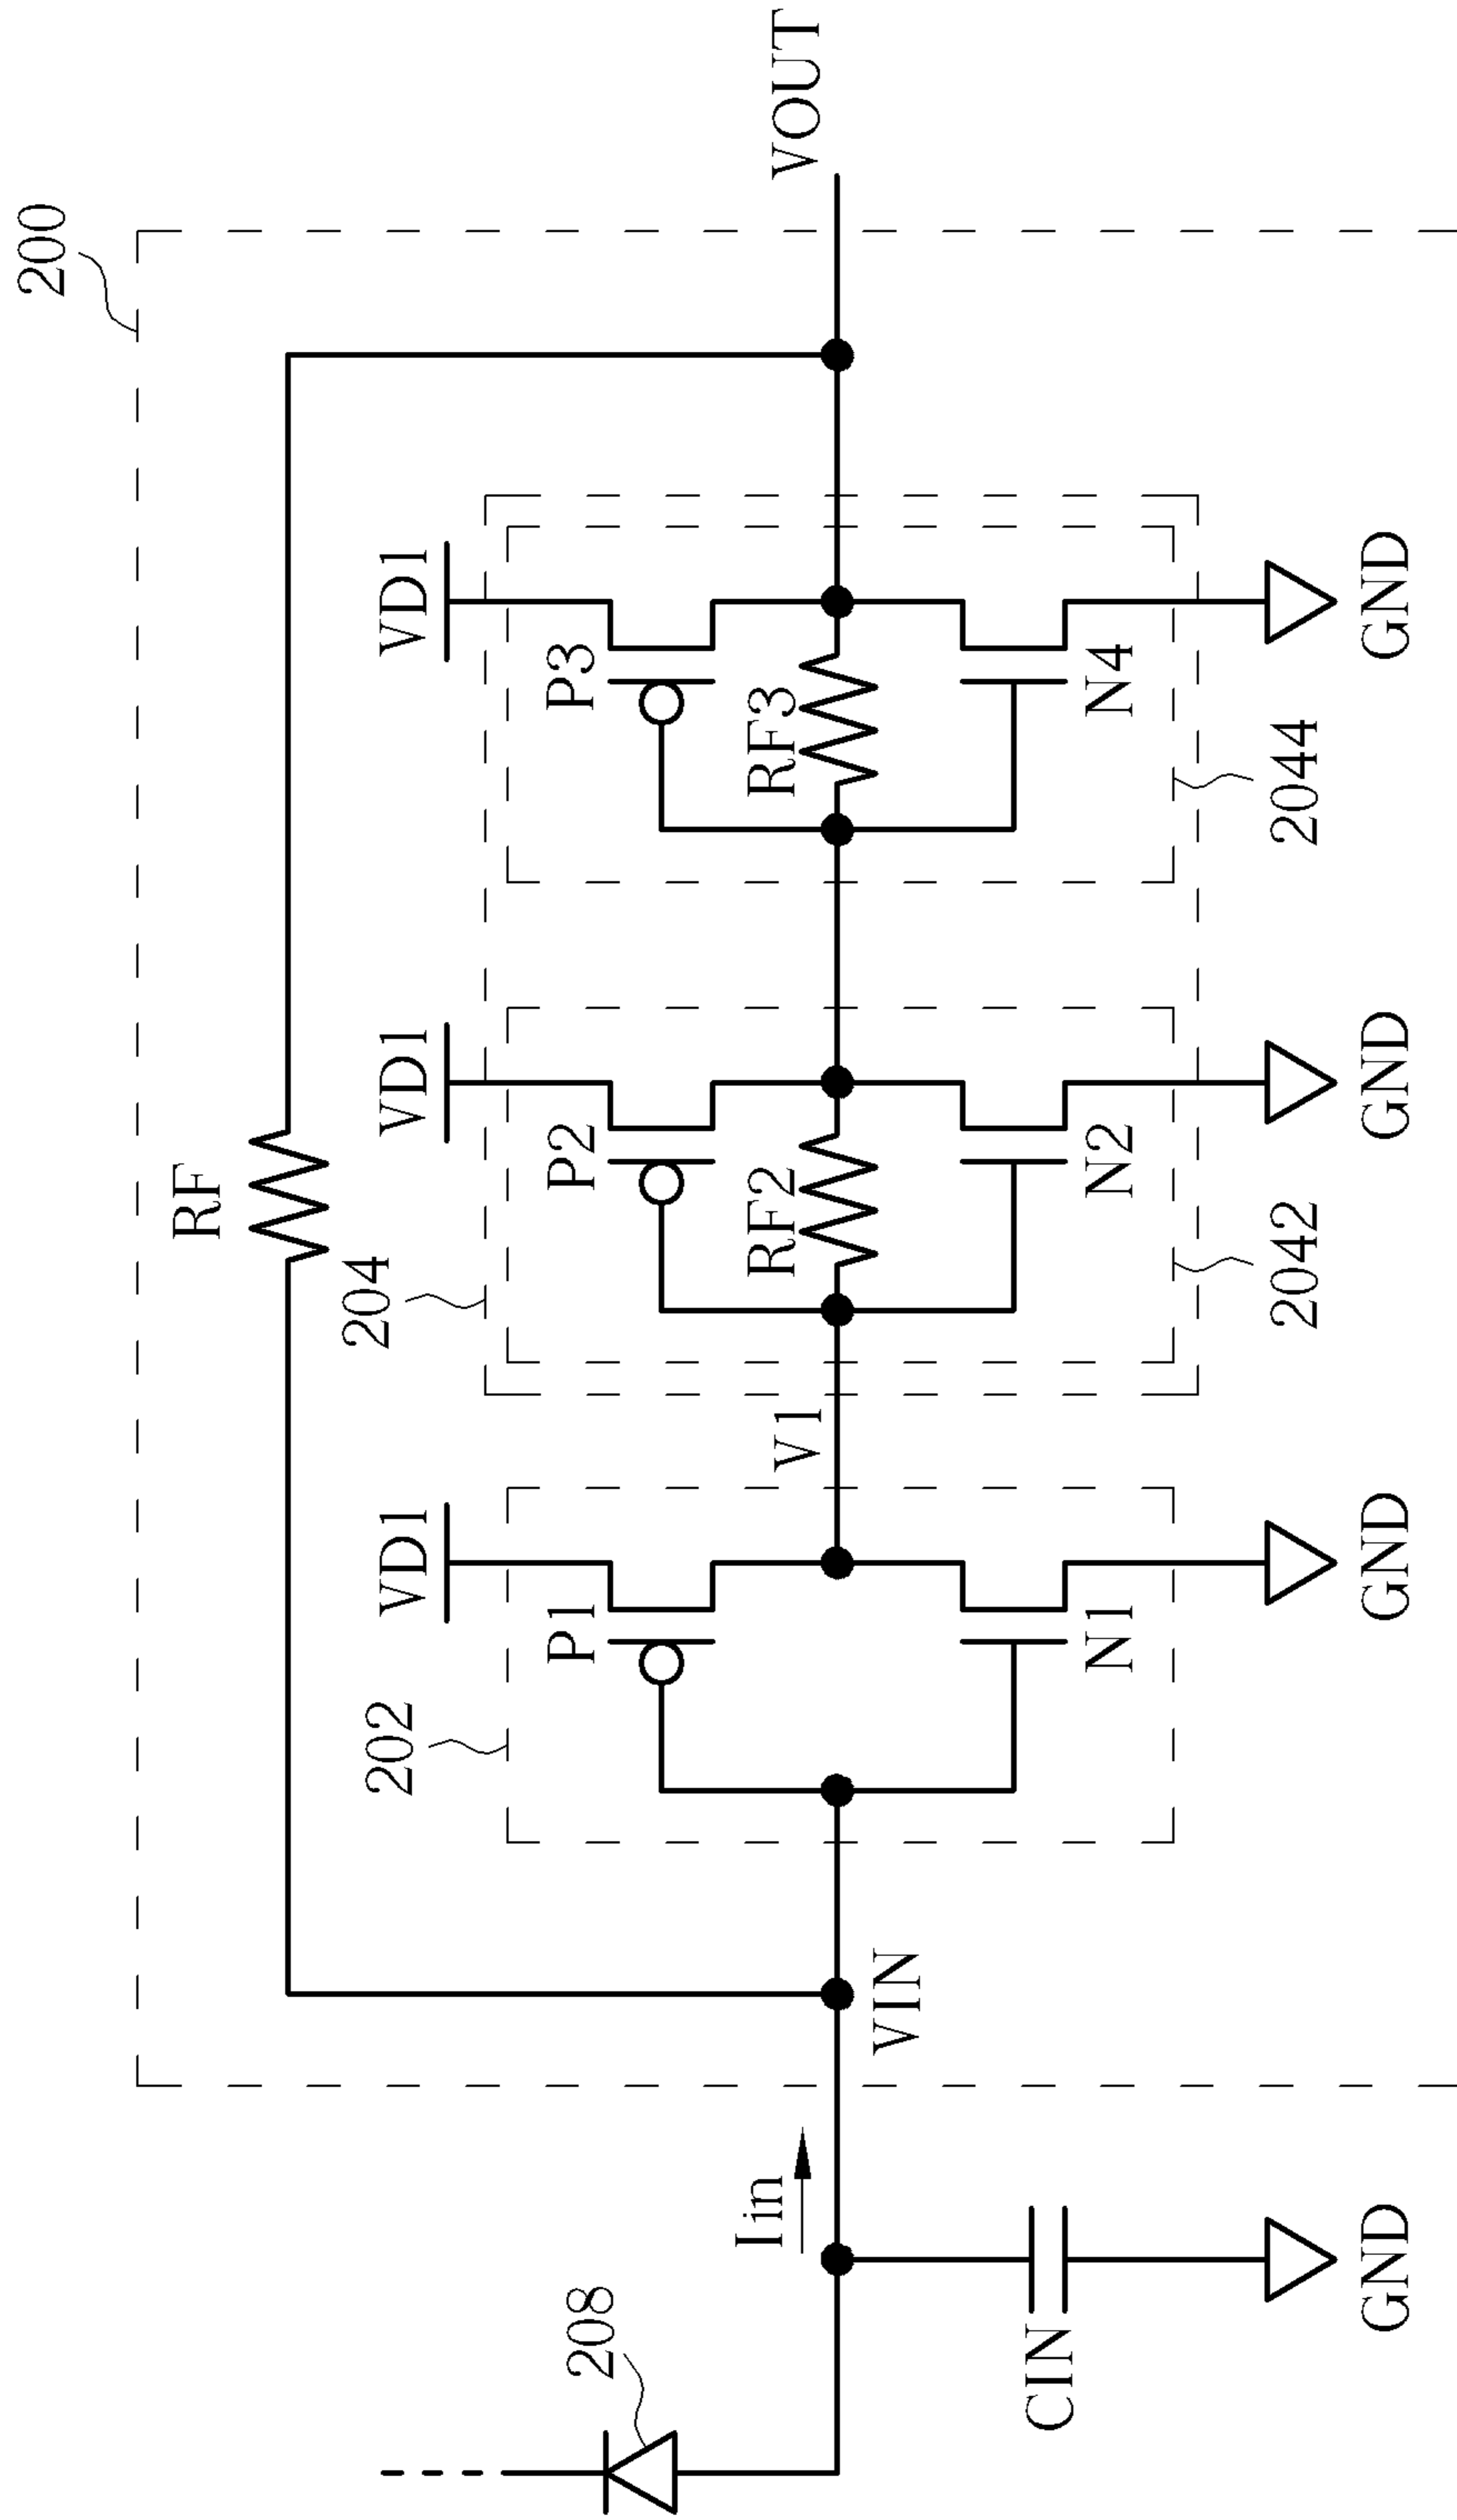 200
RF
204
VD1
VD1
VD1
202
P1
P2
P3
208
Iin
V1
RF2
RF3
VOUT
VIN
CIN
N1
N2
N4
2042
2044
GND
GND
GND
GND